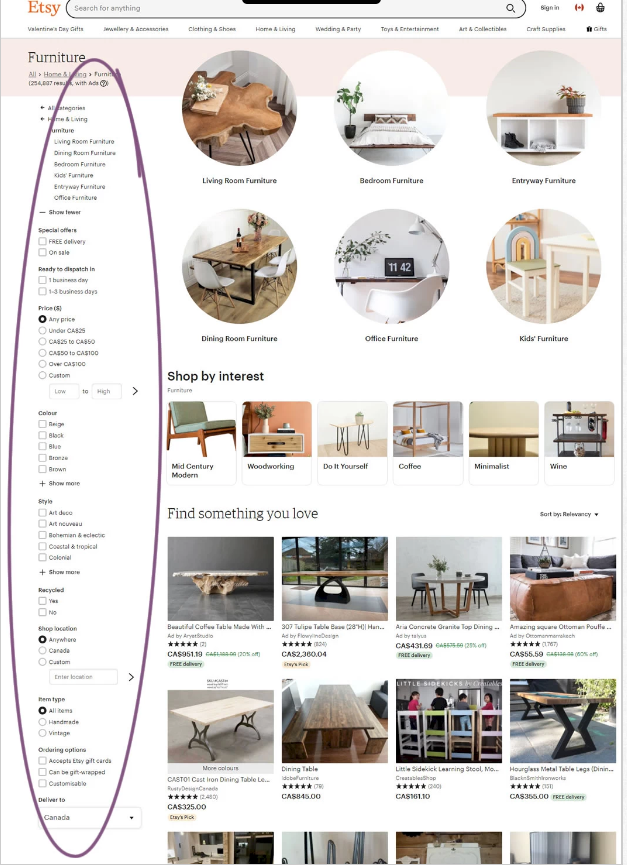 Etsy
Search for anything
Sign in
Valentine's Day Gifts Jewellery & Accessories Clothing & Shoes Home & Living Wedding & Party Toys & Entertainment Art & Collectibles Craft Supplies Gifts
Furniture
All > Home & Living > Furniture
(254,887 results, with Ads ?)
All categories
Home & Living
Furniture
Living Room Furniture
Dining Room Furniture
Bedroom Furniture
Kids' Furniture
Entryway Furniture
Office Furniture
Show fewer
Special offers
FREE delivery
On sale
Ready to dispatch in
1 business day
1–3 business days
Price ($)
Any price
Under CA$25
CA$25 to CA$50
CA$50 to CA$100
Over CA$100
Custom
Low to High
Colour
Beige
Black
Blue
Bronze
Brown
Show more
Style
Art deco
Art nouveau
Bohemian & eclectic
Coastal & tropical
Colonial
Show more
Recycled
Yes
No
Shop location
Anywhere
Canada
Custom
Enter location
Item type
All items
Handmade
Vintage
Ordering options
Accepts Etsy gift cards
Can be gift-wrapped
Customisable
Deliver to
Canada
Living Room Furniture Bedroom Furniture Entryway Furniture
11 42
Dining Room Furniture Office Furniture Kids' Furniture
Shop by interest
Furniture
Mid Century Modern
Woodworking
Do It Yourself
Coffee
Minimalist
Wine
Find something you love
Sort by: Relevancy
Beautiful Coffee Table Made With ...
Ad by AryatStudio
(2)
CA$951.19 (20% off)
FREE delivery
307 Tulipe Table Base (28"H)| Han...
Ad by FlowylineDesign
(834)
CA$2,360.04
Etsy's Pick
Aria Concrete Granite Top Dining ...
Ad by
CA$431.69 CA$575.59 (25% off)
FREE delivery
Amazing square Ottoman Pouffe ...
Ad by Ottomanmarrakech
(1,767)
CA$55.59 CA$138.98 (60% off)
FREE delivery
More colours
CAST01 Cast Iron Dining Table Le...
RustyDesignCanada
(2,480)
CA$325.00
Etsy's Pick
Dining Table
IdobeFurniture
(78)
CA$845.00
LITTLE SIDEKICKS by Creatables
Little Sidekick Learning Stool, Mo...
CreatablesShop
(240)
CA$161.10
Hourglass Metal Table Legs (Dinin...
BlacknSmithIronworks
(151)
CA$355.00 FREE delivery